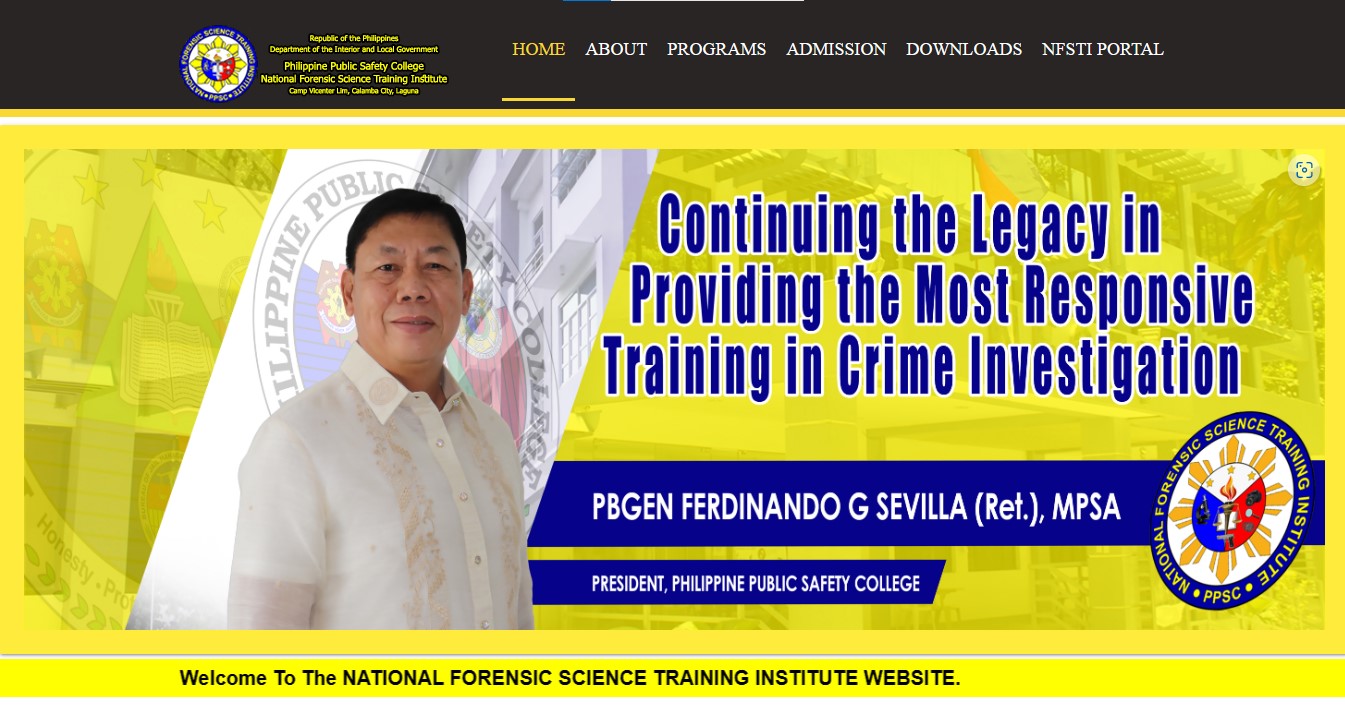 NATIONAL FORENSIC SCIENCE TRAINING INSTITUTE
• PPSC •
Republic of the Philippines
Department of the Interior and Local Government
Philippine Public Safety College
National Forensic Science Training Institute
Camp Vicenter Lim, Calamba City, Laguna
HOME ABOUT PROGRAMS ADMISSION DOWNLOADS NFSTI PORTAL
PHILIPPINE PUBLIC SAFETY COLLEGE
Continuing the Legacy in
Providing the Most Responsive
Training in Crime Investigation
PBGEN FERDINANDO G SEVILLA (Ret.), MPSA
PRESIDENT, PHILIPPINE PUBLIC SAFETY COLLEGE
NATIONAL FORENSIC SCIENCE TRAINING INSTITUTE
• PPSC •
Honesty •
Welcome To The NATIONAL FORENSIC SCIENCE TRAINING INSTITUTE WEBSITE.